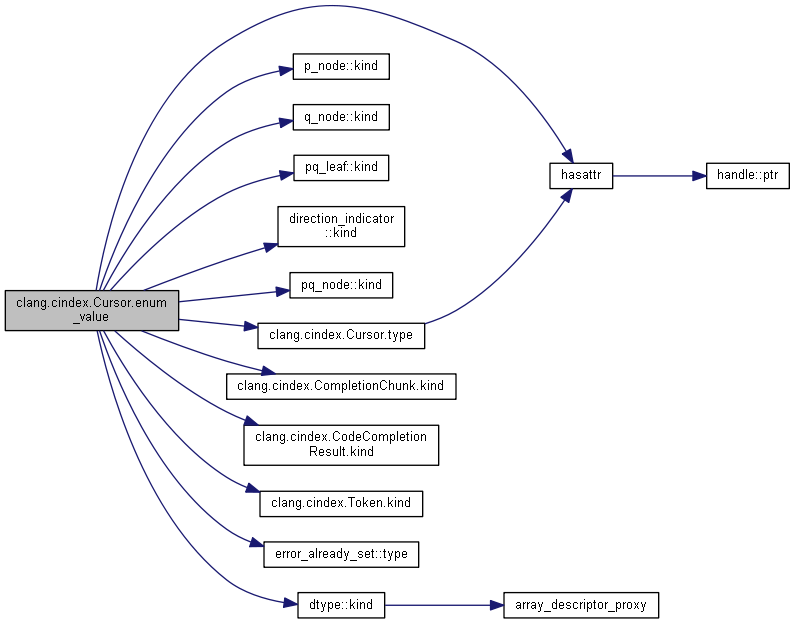 p_node::kind
q_node::kind
pq_leaf::kind
hasattr
handle::ptr
direction_indicator
::kind
pq_node::kind
clang.cindex.Cursor.enum
_value
clang.cindex.Cursor.type
clang.cindex.CompletionChunk.kind
clang.cindex.CodeCompletion
Result.kind
clang.cindex.Token.kind
error_already_set::type
dtype::kind
array_descriptor_proxy